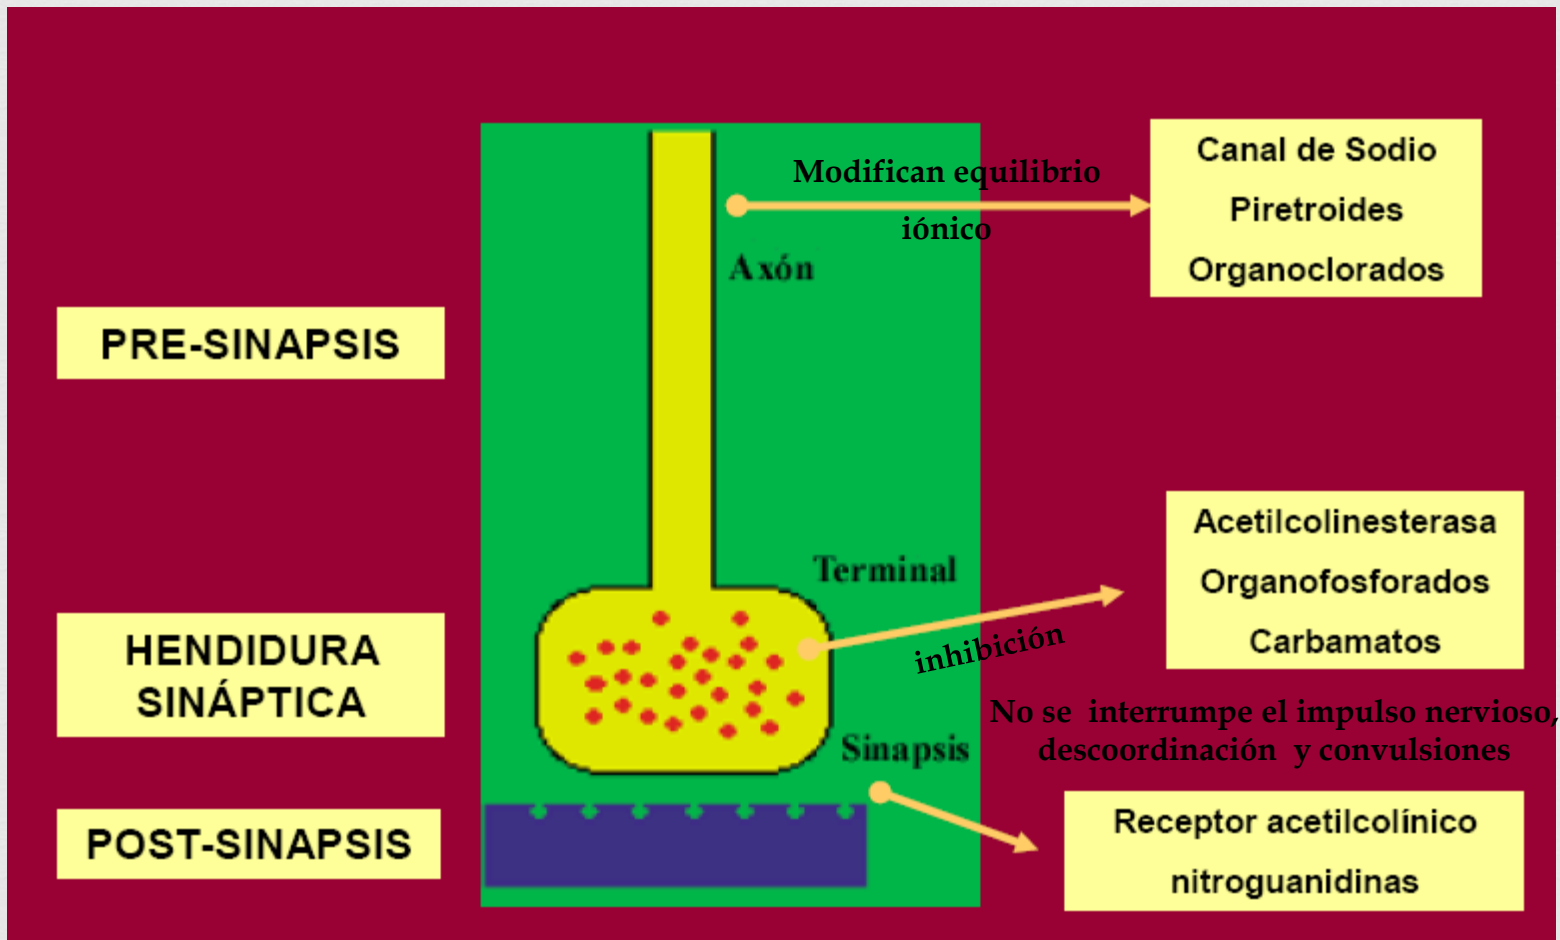 Modifican equilibrio
iónico
Axón
Canal de Sodio
Piretroides
Organoclorados
PRE-SINAPSIS
Terminal
inhibición
Acetilcolinesterasa
Organofosforados
Carbamatos
HENDIDURA
SINÁPTICA
No se interrumpe el impulso nervioso,
descoordinación y convulsiones
Sinapsis
POST-SINAPSIS
Receptor acetilcolínico
nitroguanidinas